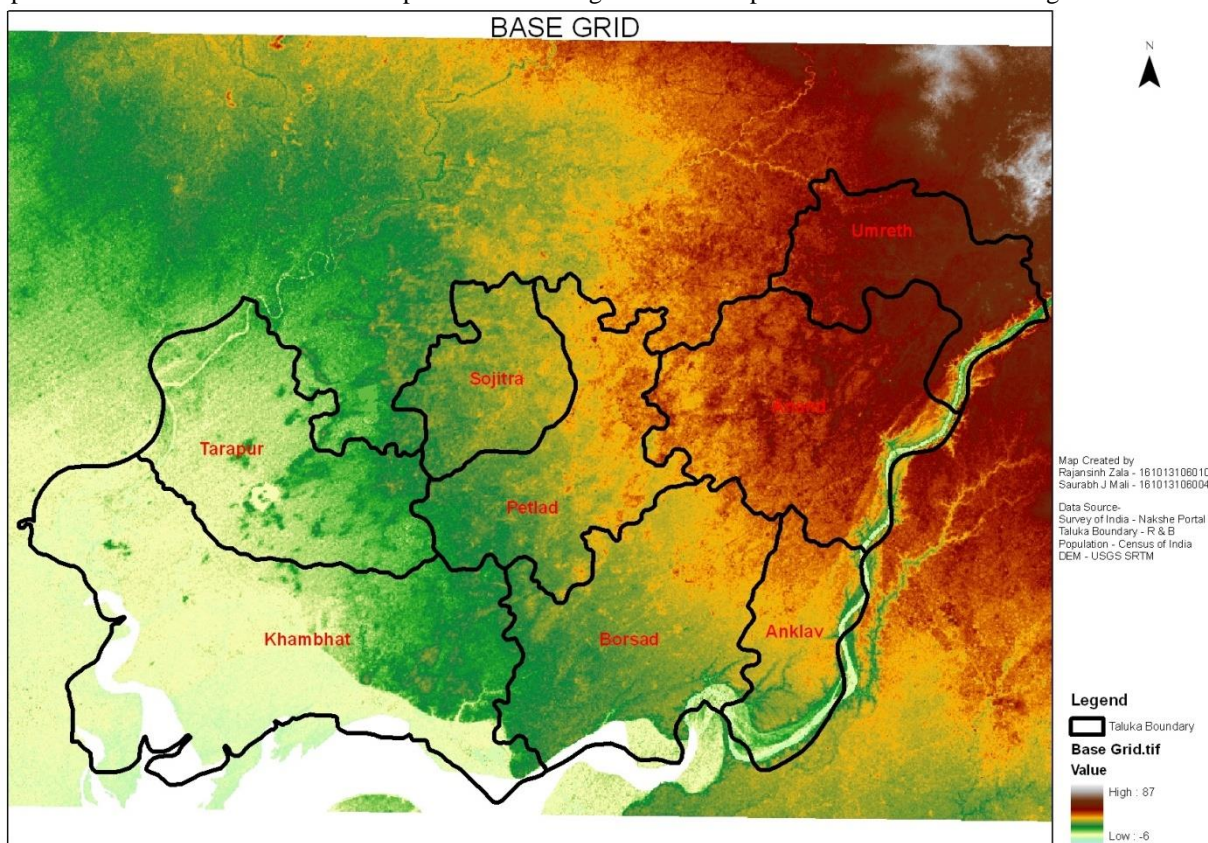 BASE GRID
N
Umreth
Sojitra
Anand
Tarapur
Petlad
Khambhat
Borsad
Anklav
Map Created by
Rajansinh Zala - 161013106010
Saurabh J Mali - 161013106004
Data Source-
Survey of India - Nakshe Portal
Taluka Boundary - R & B
Population - Census of India
DEM - USGS SRTM
Legend
Taluka Boundary
Base Grid.tif
Value
High : 87
Low : -6